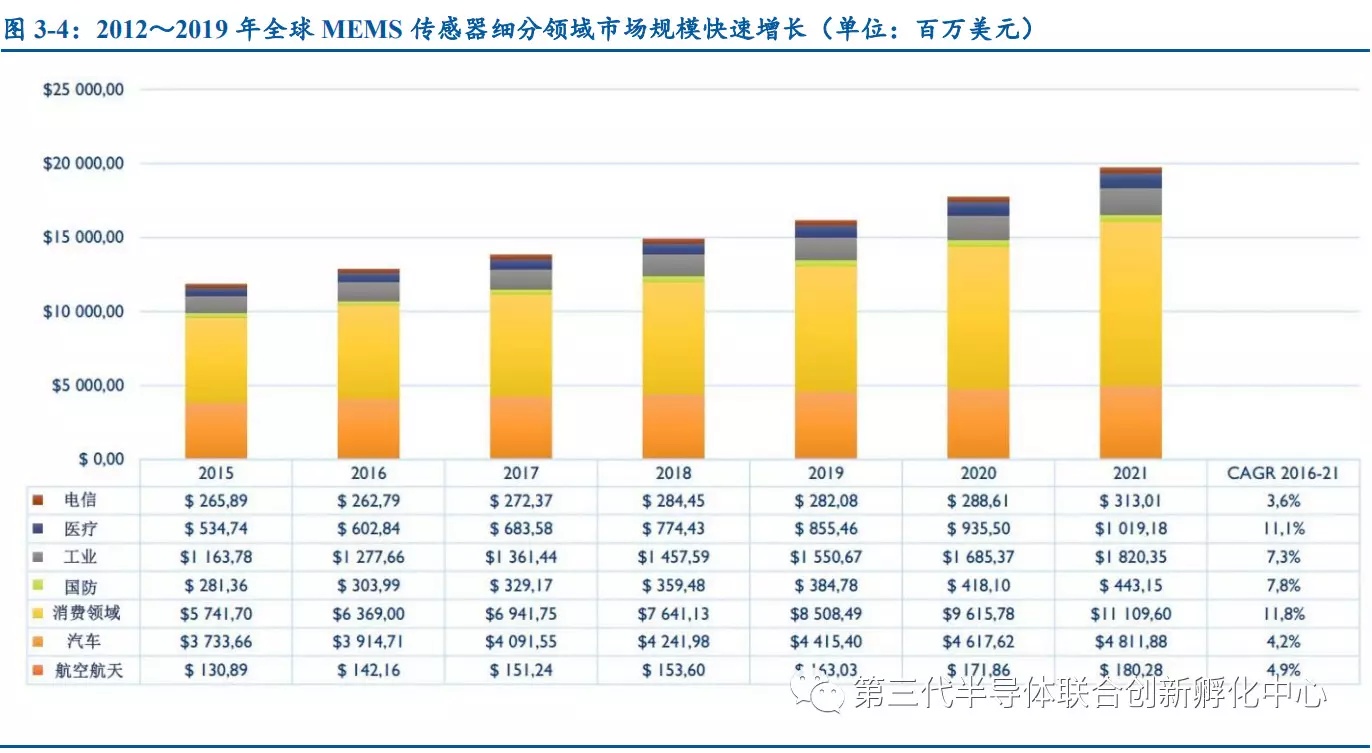 图 3-4：2012～2019 年全球 MEMS 传感器细分领域市场规模快速增长（单位：百万美元）
$25 000,00
$20 000,00
$15 000,00
$10 000,00
$5 000,00
$ 0,00
2015 2016 2017 2018 2019 2020 2021 CAGR 2016-21
电信 $ 265,89 $ 262,79 $ 272,37 $ 284,45 $ 282,08 $ 288,61 $ 313,01 3,6%
医疗 $ 534,74 $ 602,84 $ 683,58 $ 774,43 $ 855,46 $ 935,50 $1 019,18 11,1%
工业 $1 163,78 $1 277,66 $1 361,44 $1 457,59 $1 550,67 $1 685,37 $1 820,35 7,3%
国防 $ 281,36 $ 303,99 $ 329,17 $ 359,48 $ 384,78 $ 418,10 $ 443,15 7,8%
消费领域 $5 741,70 $6 369,00 $6 941,75 $7 641,13 $8 508,49 $9 615,78 $11 109,60 11,8%
汽车 $3 733,66 $3 914,71 $4 091,55 $4 241,98 $4 415,40 $4 617,62 $4 811,88 4,2%
航空航天 $ 130,89 $ 142,16 $ 151,24 $ 153,60 $ 163,03 $ 171,86 $ 180,28 4,9%
第三代半导体联合创新孵化中心